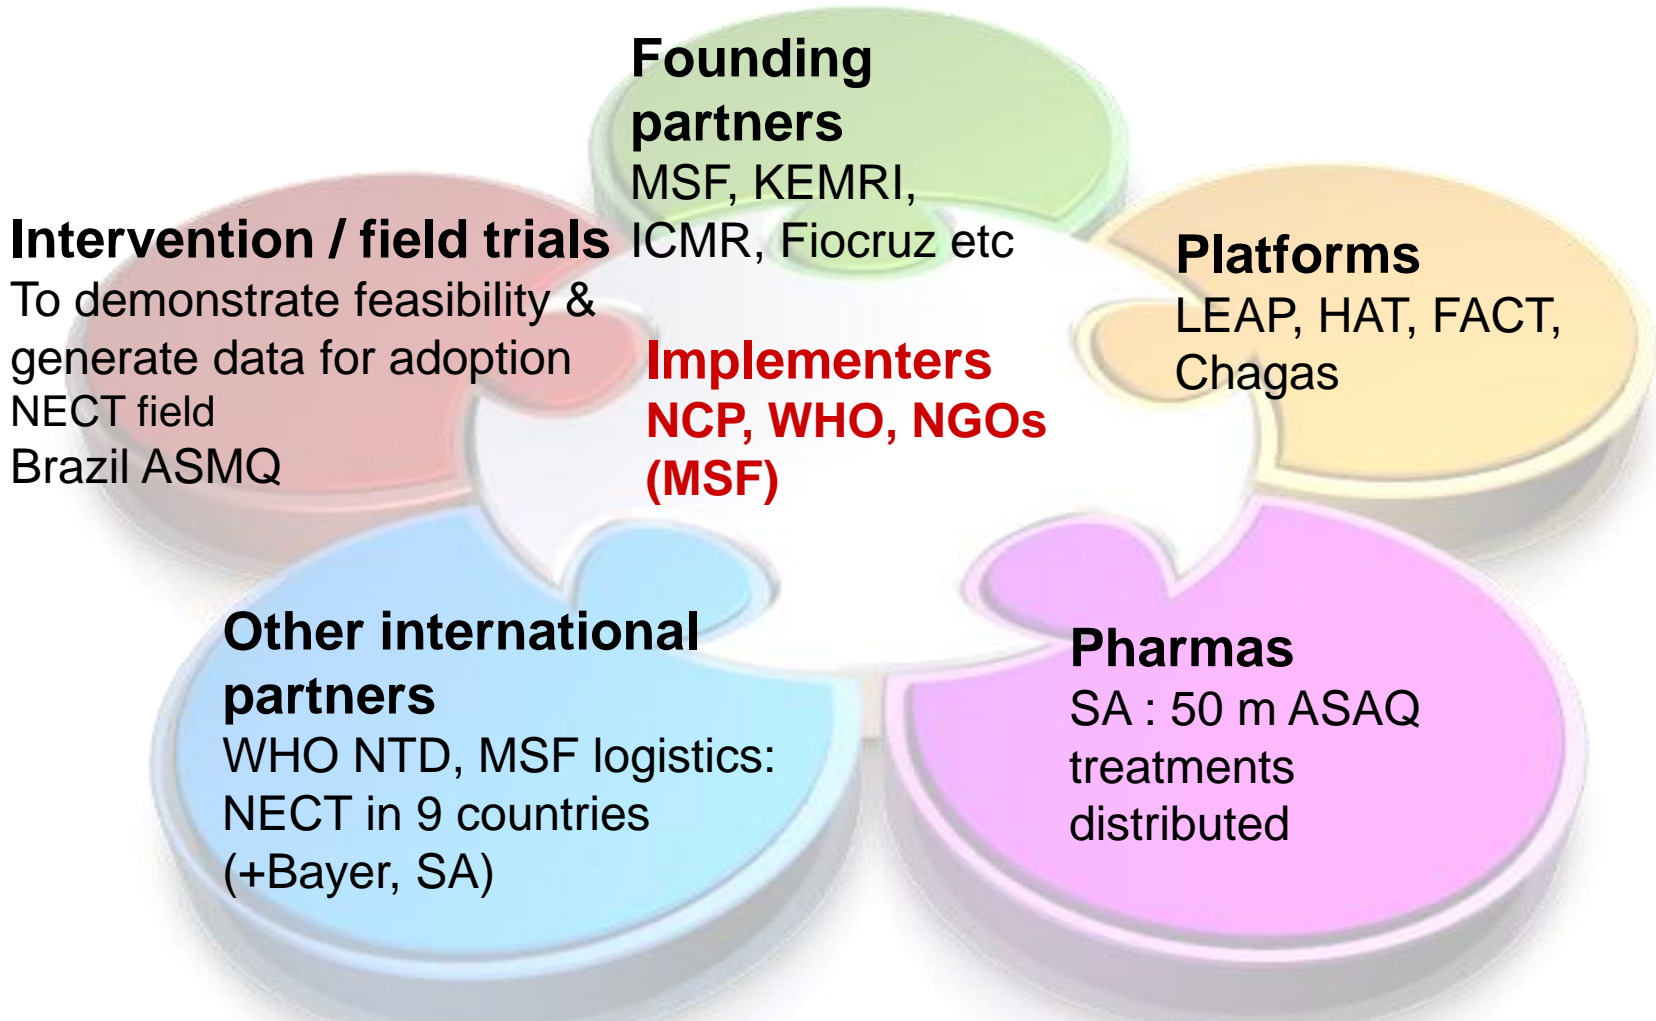 Founding
partners
MSF, KEMRI,
ICMR, Fiocruz etc
Intervention / field trials
To demonstrate feasibility &
generate data for adoption
NECT field
Brazil ASMQ
Platforms
LEAP, HAT, FACT,
Chagas
Implementers
NCP, WHO, NGOs
(MSF)
Other international
partners
WHO NTD, MSF logistics:
NECT in 9 countries
(+Bayer, SA)
Pharmas
SA : 50 m ASAQ
treatments
distributed